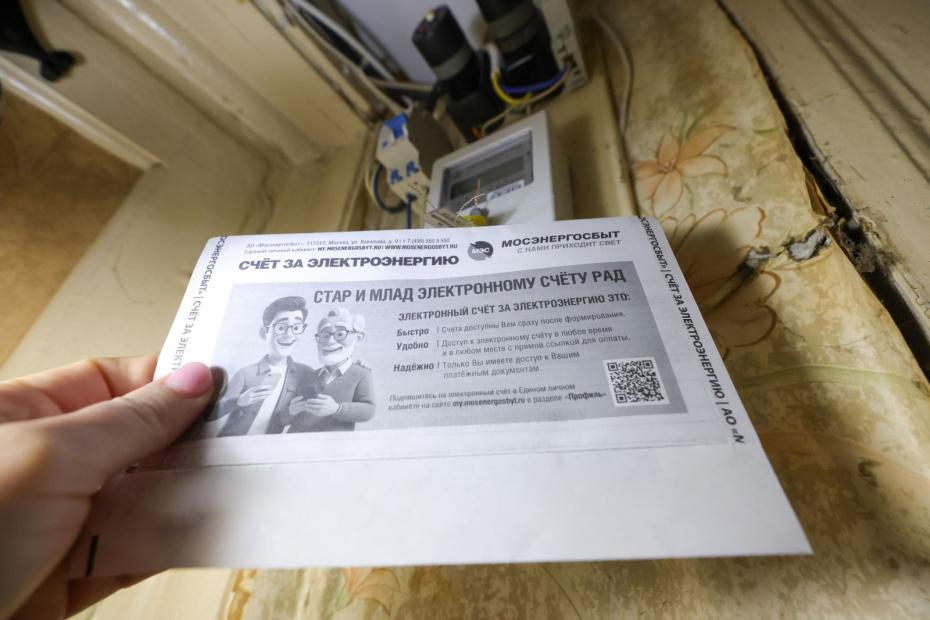 АО «Мосэнергосбыт», 117312, Москва, ул. Вавилова, д. 9 | + 7 (499) 550 9 550
Единый личный кабинет: MY.MOSENERGOSBYT.RU | WWW.MOSENERGOSBYT.RU
СЧЁТ ЗА ЭЛЕКТРОЭНЕРГИЮ
МЭС
МОСЭНЕРГОСБЫТ
С НАМИ ПРИХОДИТ СВЕТ
СТАР И МЛАД ЭЛЕКТРОННОМУ СЧЁТУ РАД
ЭЛЕКТРОННЫЙ СЧЁТ ЗА ЭЛЕКТРОЭНЕРГИЮ ЭТО:
Быстро | Счета доступны Вам сразу после формирования.
Удобно | Доступ к электронному счёту в любое время
и в любом месте с прямой ссылкой для оплаты.
Надёжно | Только Вы имеете доступ к Вашим
платёжным документам.
Подпишитесь на электронный счёт в Едином личном
кабинете на сайте my.mosenergosbyt.ru в разделе «Профиль»
ОСЭНЕРГОСБЫТ» | СЧЁТ ЗА ЭЛЕКТ
ОСЭНЕРГОСБЫТ» | СЧЁТ ЗА ЭЛЕКТРОЭНЕРГИЮ | АО «М